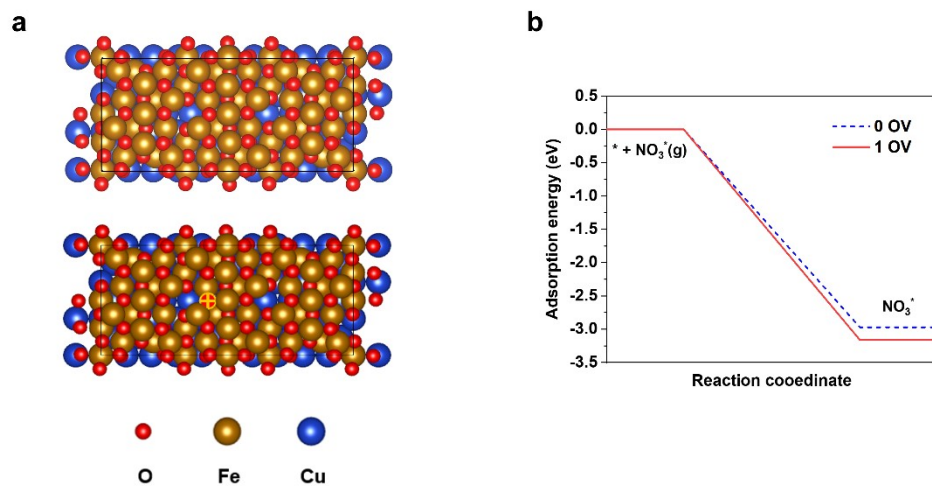 a
O Fe Cu
b
Adsorption energy (eV)
0.5
0.0
-0.5
-1.0
-1.5
-2.0
-2.5
-3.0
-3.5
* + NO3*(g)
0 OV
1 OV
NO3*
Reaction cooedinate